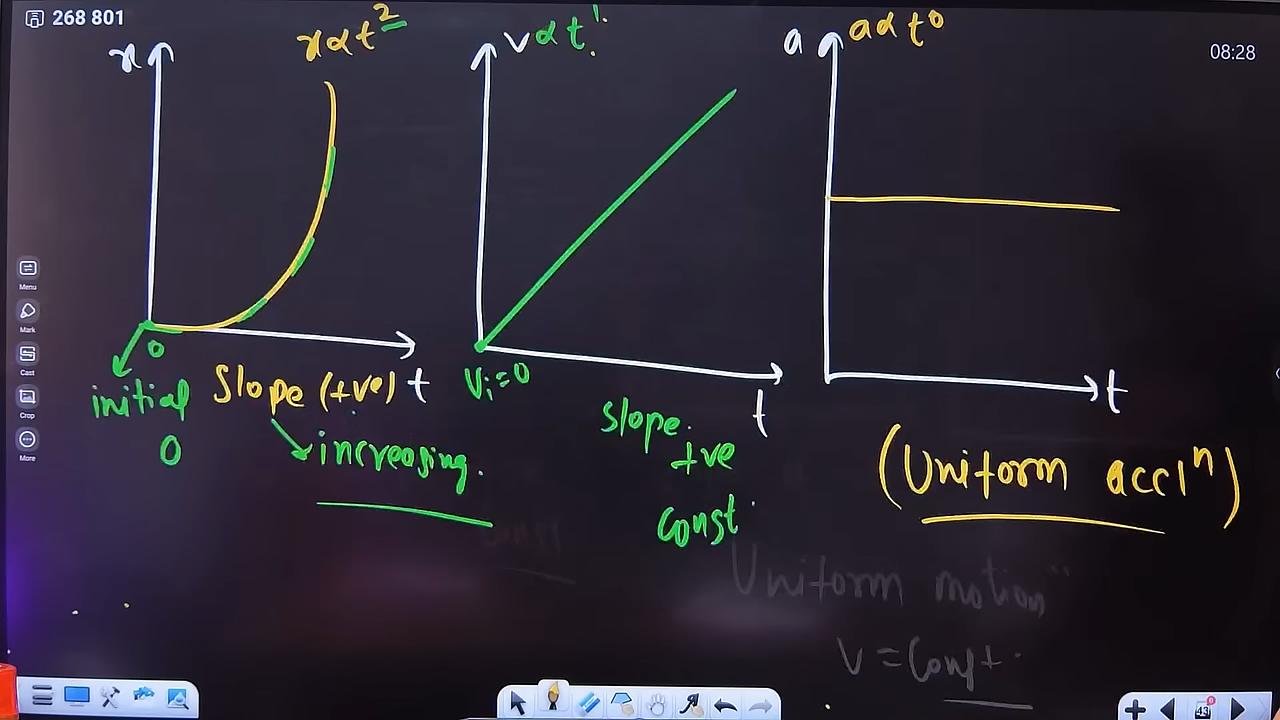 268 801
08:28
x
x∝t²
v∝t¹
a
a∝t⁰
0
initial
0
Slope (+ve)
t
increasing.
Vi=0
t
slope.
+ve
const
t
(Uniform acclⁿ)
Uniform motion"
V = Const.
Menu
Mark
Cast
Crop
More
43